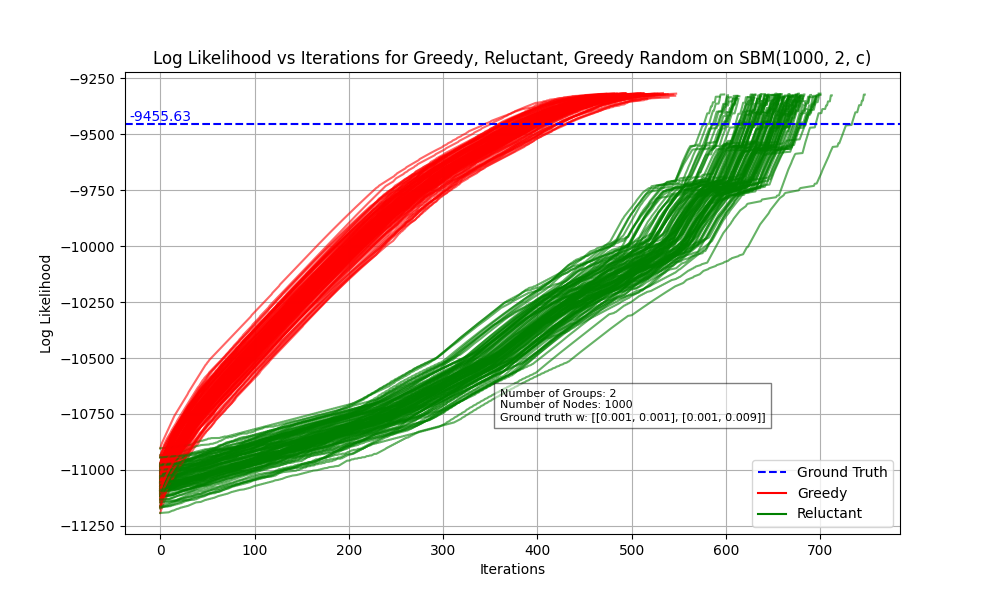 Log Likelihood vs Iterations for Greedy, Reluctant, Greedy Random on SBM(1000, 2, c)
Log Likelihood
−9250
−9500
−9750
−10000
−10250
−10500
−10750
−11000
−11250
-9455.63
Number of Groups: 2
Number of Nodes: 1000
Ground truth w: [[0.001, 0.001], [0.001, 0.009]]
Ground Truth
Greedy
Reluctant
0 100 200 300 400 500 600 700
Iterations